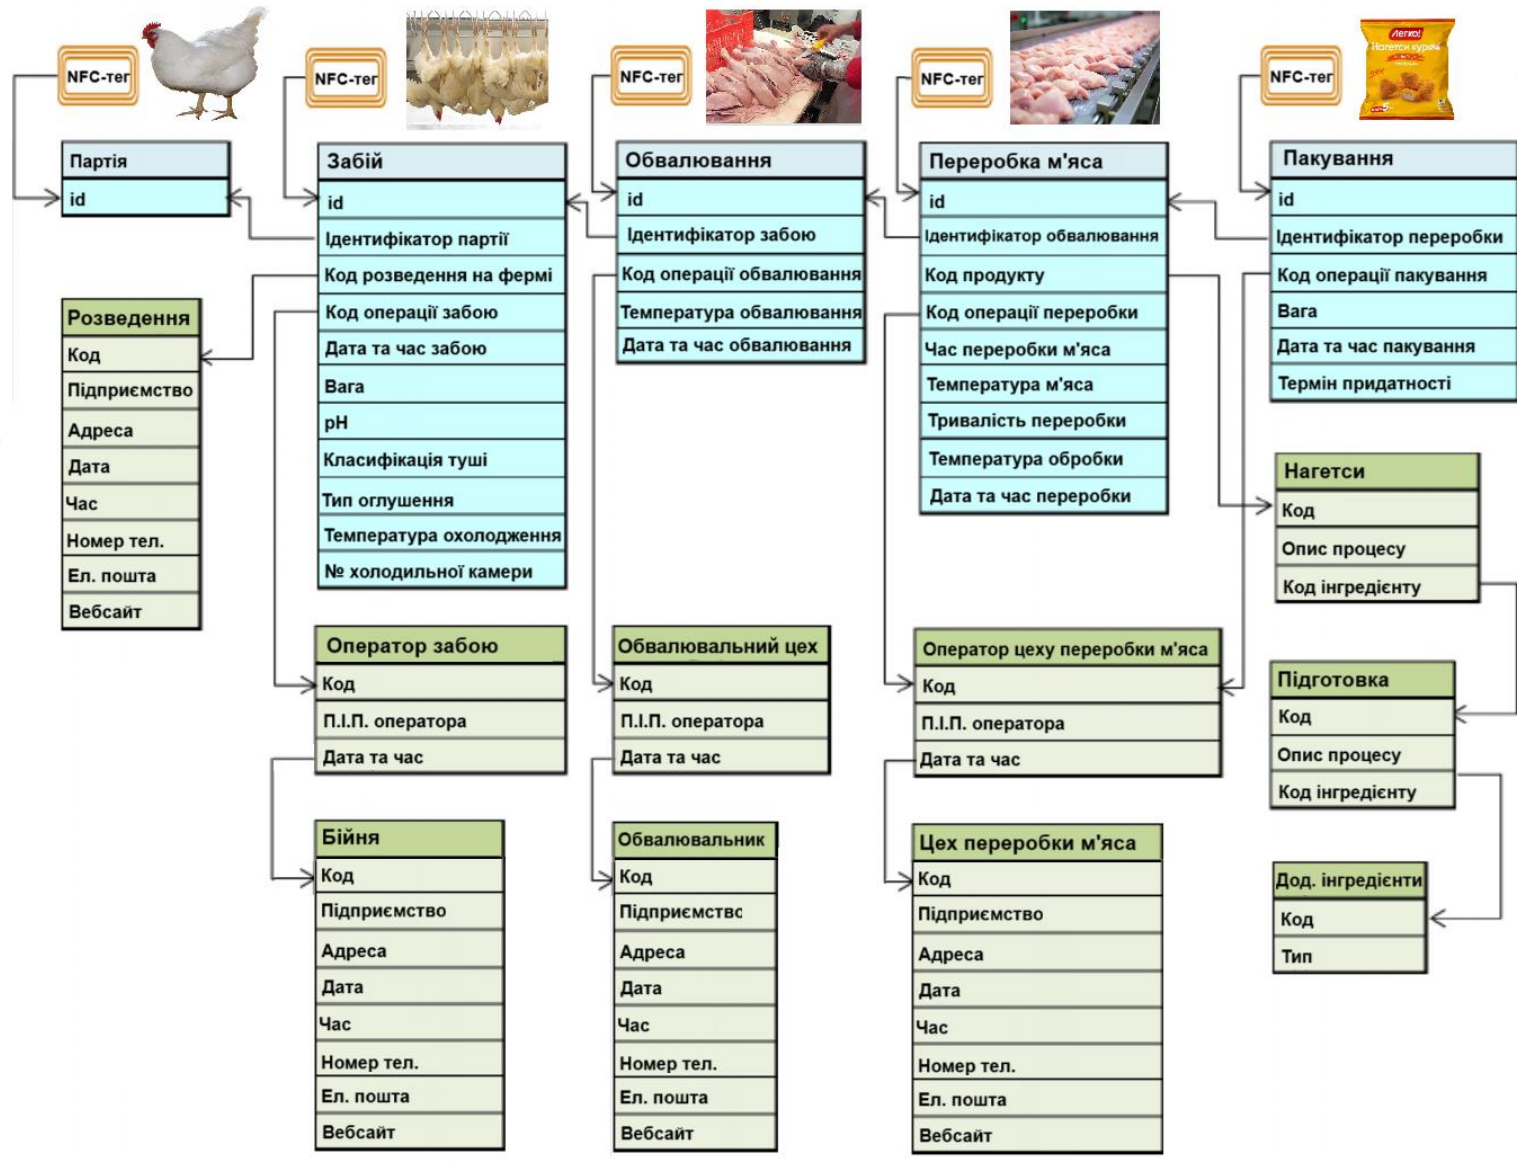 NFC-тег
NFC-тег
NFC-тег
NFC-тег
NFC-тег
Легко!
Нагетси курячі
Партія
id
Забій
id
Ідентифікатор партії
Код розведення на фермі
Код операції забою
Дата та час забою
Вага
pH
Класифікація туші
Тип оглушення
Температура охолодження
№ холодильної камери
Обвалювання
id
Ідентифікатор забою
Код операції обвалювання
Температура обвалювання
Дата та час обвалювання
Переробка м'яса
id
Ідентифікатор обвалювання
Код продукту
Код операції переробки
Час переробки м'яса
Температура м'яса
Тривалість переробки
Температура обробки
Дата та час переробки
Пакування
id
Ідентифікатор переробки
Код операції пакування
Вага
Дата та час пакування
Термін придатності
Розведення
Код
Підприємство
Адреса
Дата
Час
Номер тел.
Ел. пошта
Вебсайт
Оператор забою
Код
П.І.П. оператора
Дата та час
Обвалювальний цех
Код
П.І.П. оператора
Дата та час
Оператор цеху переробки м'яса
Код
П.І.П. оператора
Дата та час
Нагетси
Код
Опис процесу
Код інгредієнту
Підготовка
Код
Опис процесу
Код інгредієнту
Дод. інгредієнти
Код
Тип
Бійня
Код
Підприємство
Адреса
Дата
Час
Номер тел.
Ел. пошта
Вебсайт
Обвалювальник
Код
Підприємство
Адреса
Дата
Час
Номер тел.
Ел. пошта
Вебсайт
Цех переробки м'яса
Код
Підприємство
Адреса
Дата
Час
Номер тел.
Ел. пошта
Вебсайт